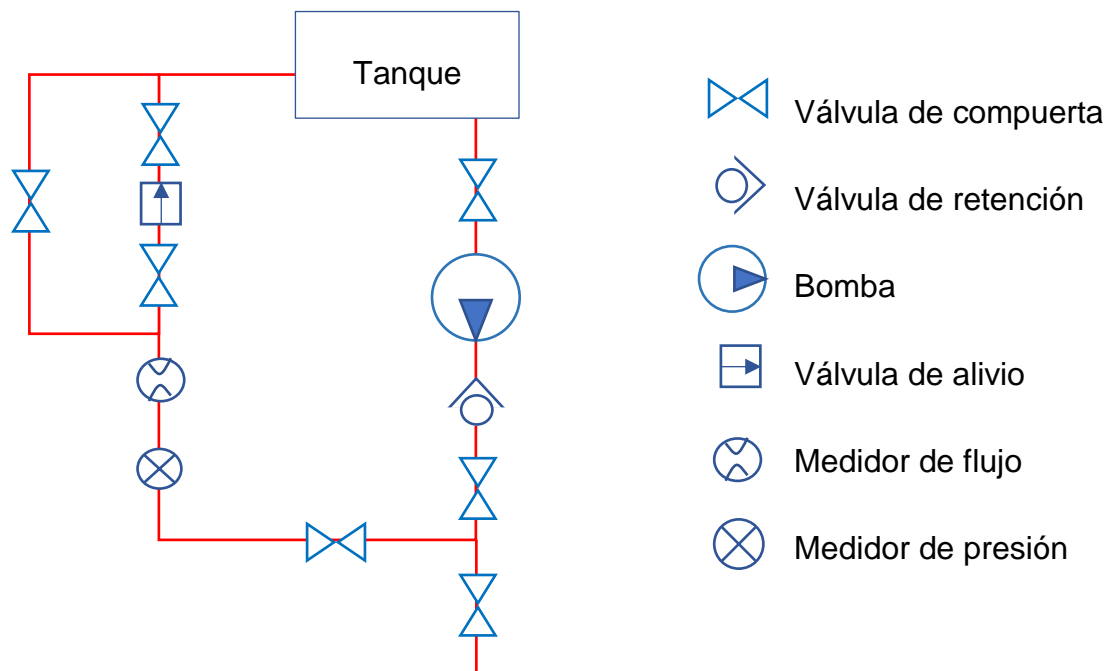 Tanque
Válvula de compuerta
Válvula de retención
Bomba
Válvula de alivio
Medidor de flujo
Medidor de presión